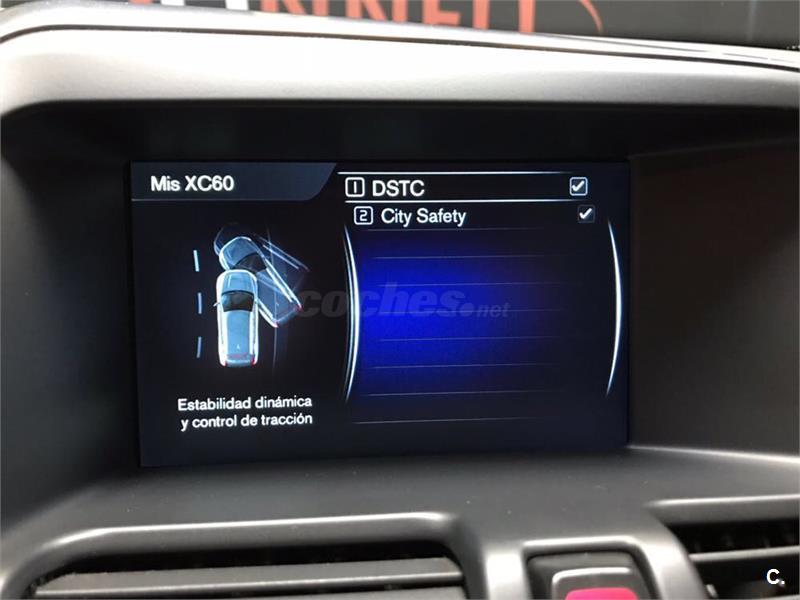 Mis XC60
1 DSTC
2 City Safety
coches.net
Estabilidad dinámica
y control de tracción
C.